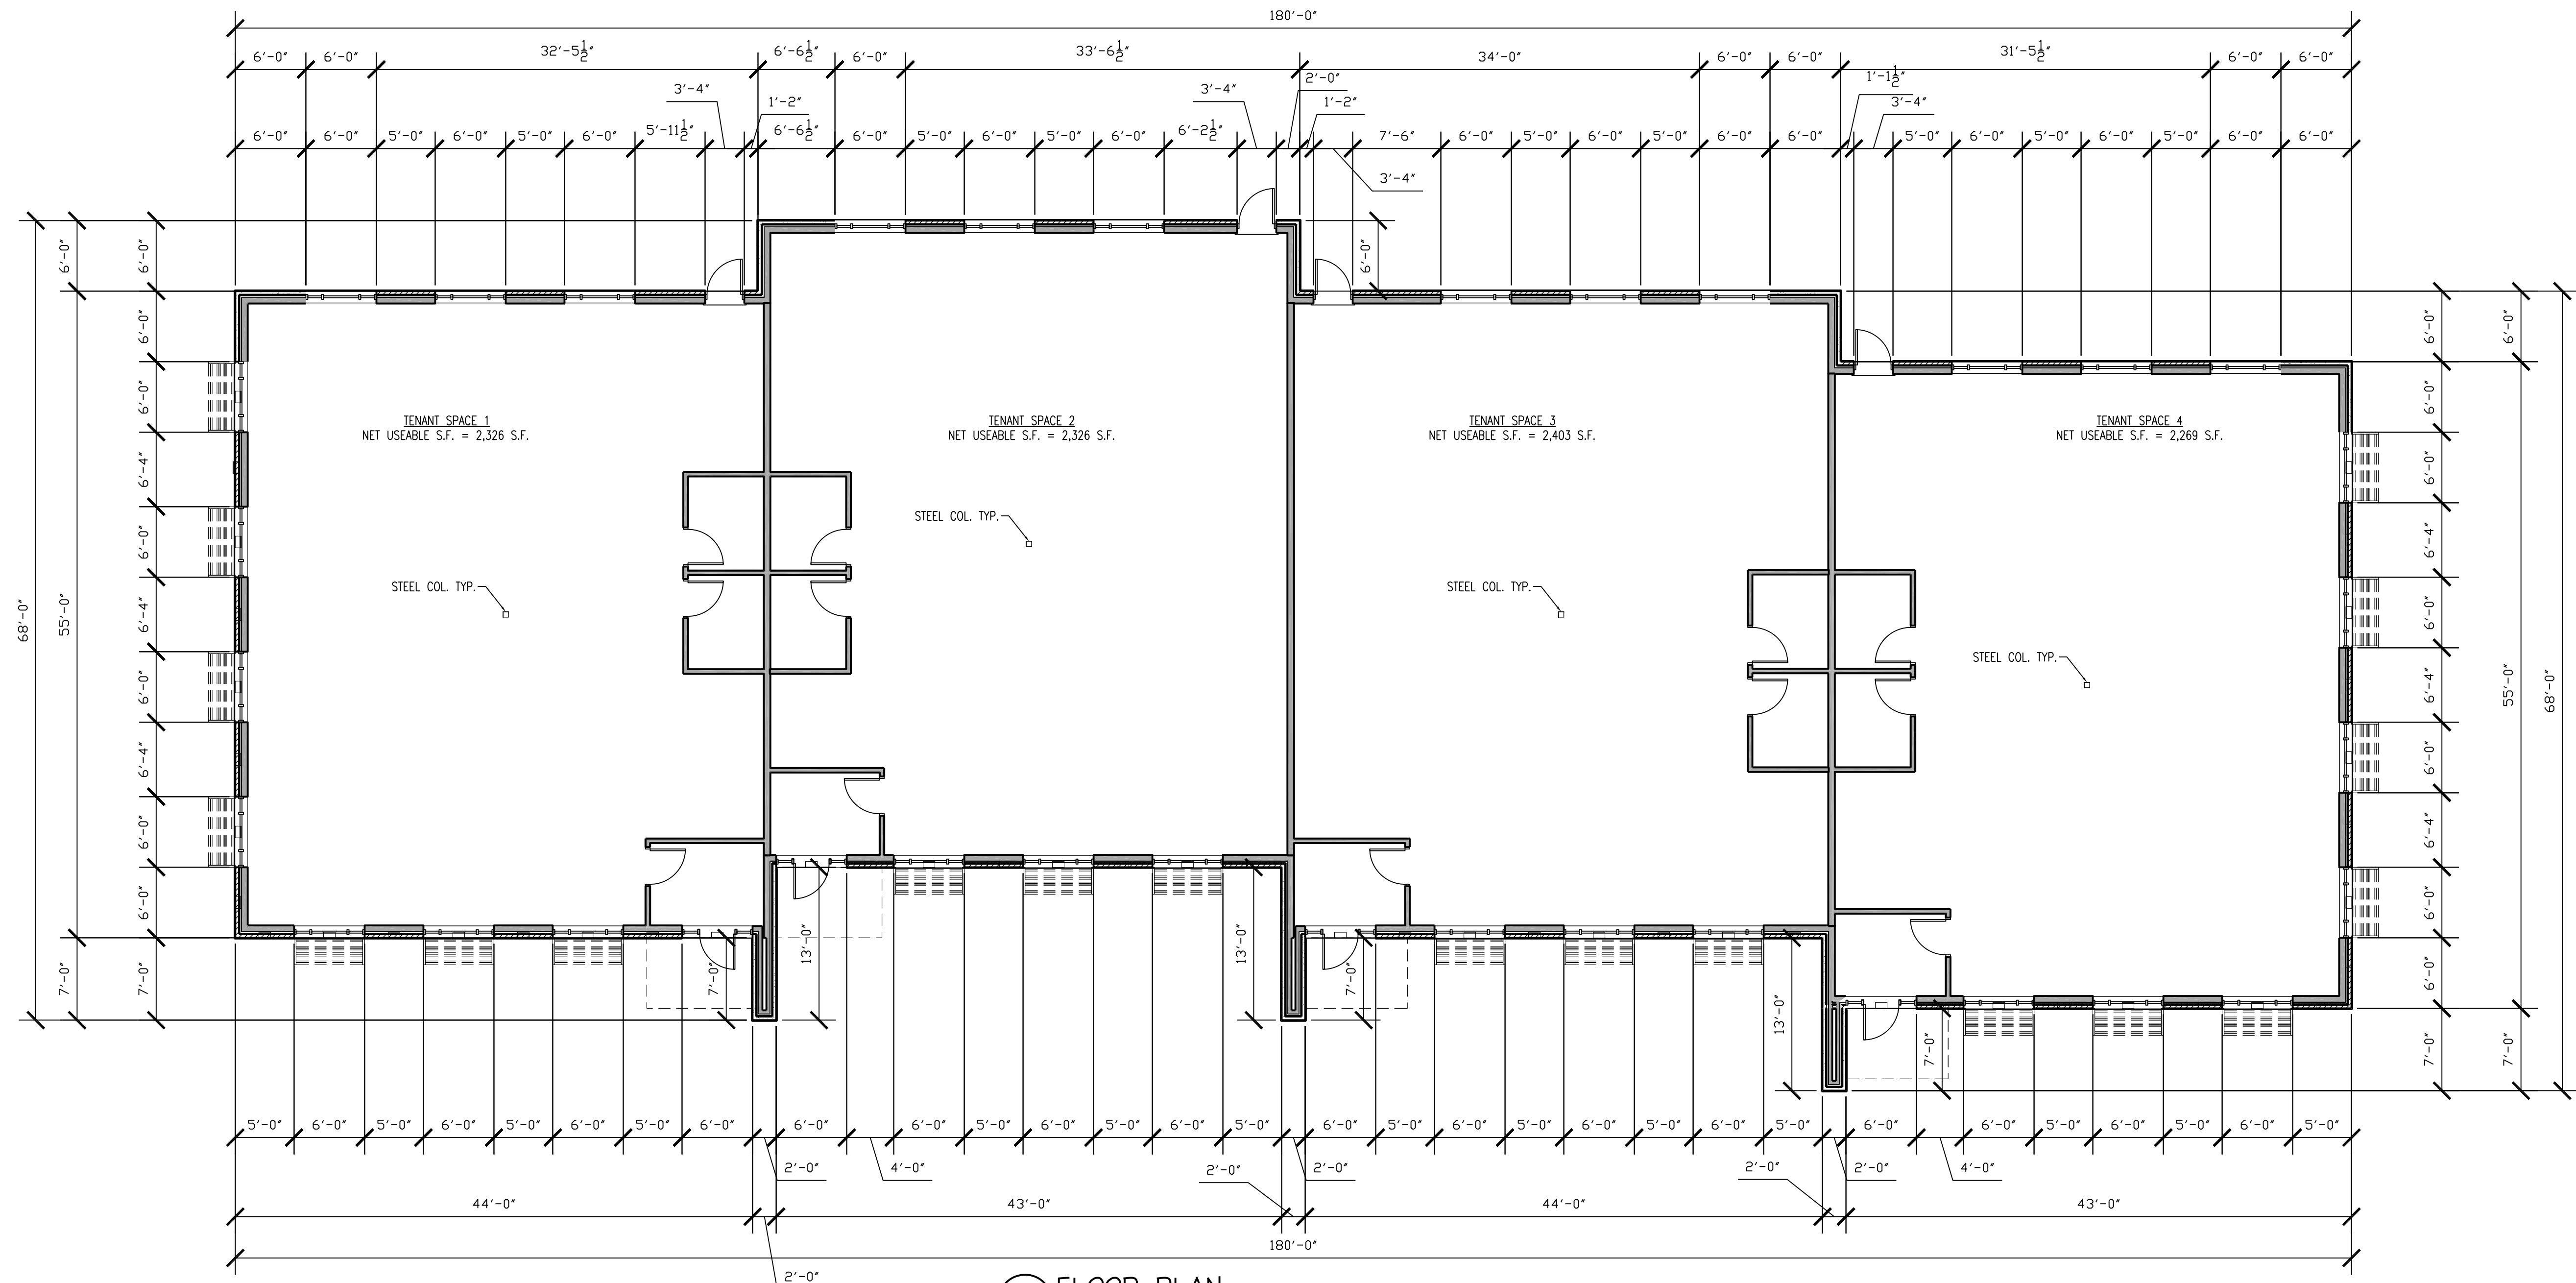 180'-0"
6'-0" 6'-0" 32'-5½" 6'-6½" 6'-0" 33'-6½" 34'-0" 6'-0" 6'-0" 31'-5½" 6'-0" 6'-0"
3'-4" 1'-2" 3'-4" 2'-0" 1'-2" 1'-1½" 3'-4"
6'-0" 6'-0" 5'-0" 6'-0" 5'-0" 6'-0" 5'-11½" 6'-6½" 6'-0" 5'-0" 6'-0" 5'-0" 6'-0" 6'-2½" 7'-6" 6'-0" 5'-0" 6'-0" 5'-0" 6'-0" 6'-0" 5'-0" 6'-0" 5'-0" 6'-0" 5'-0" 6'-0" 6'-0"
3'-4"
6'-0"
68'-0"
6'-0" 55'-0" 7'-0"
6'-0" 6'-0" 6'-0" 6'-4" 6'-0" 6'-4" 6'-0" 6'-4" 6'-0" 6'-0" 7'-0"
TENANT SPACE 1
NET USEABLE S.F. = 2,326 S.F.
TENANT SPACE 2
NET USEABLE S.F. = 2,326 S.F.
TENANT SPACE 3
NET USEABLE S.F. = 2,403 S.F.
TENANT SPACE 4
NET USEABLE S.F. = 2,269 S.F.
STEEL COL. TYP.
STEEL COL. TYP.
STEEL COL. TYP.
STEEL COL. TYP.
6'-0" 6'-0" 6'-4" 6'-0" 6'-4" 6'-0" 6'-4" 6'-0" 6'-0" 7'-0"
6'-0" 55'-0" 7'-0"
68'-0"
7'-0" 13'-0" 13'-0" 7'-0" 13'-0" 7'-0"
5'-0" 6'-0" 5'-0" 6'-0" 5'-0" 6'-0" 5'-0" 6'-0" 6'-0" 6'-0" 5'-0" 6'-0" 5'-0" 6'-0" 5'-0" 6'-0" 5'-0" 6'-0" 5'-0" 6'-0" 5'-0" 6'-0" 5'-0" 6'-0" 6'-0" 5'-0" 6'-0" 5'-0" 6'-0" 5'-0"
2'-0" 4'-0" 2'-0" 2'-0" 2'-0" 2'-0" 4'-0"
44'-0" 43'-0" 44'-0" 43'-0"
180'-0"
2'-0"
FLOOR PLAN